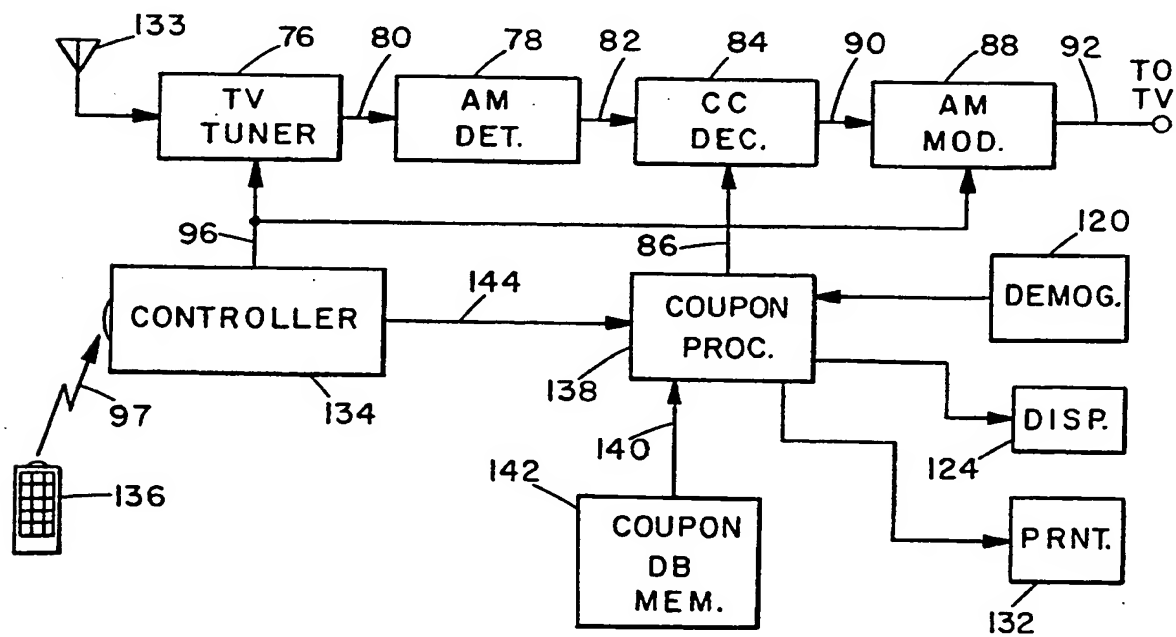 133
76
80
78
82
84
90
88
92
TO
TV
TV
TUNER
AM
DET.
CC
DEC.
AM
MOD.
96
86
120
144
CONTROLLER
COUPON
PROC.
DEMOG.
97
134
138
140
DISP.
124
136
142
COUPON
DB
MEM.
PRNT.
132